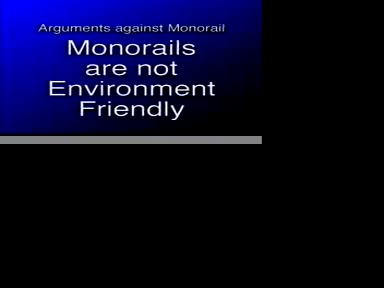 Arguments against Monorail
Monorails
are not
Environment
Friendly